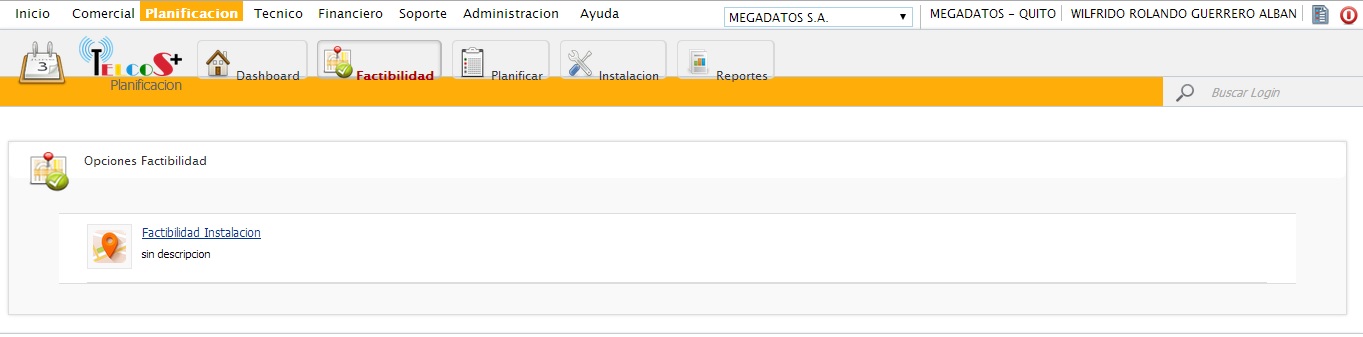 Inicio Comercial Planificacion Tecnico Financiero Soporte Administracion Ayuda MEGADATOS S.A. MEGADATOS - QUITO WILFRIDO ROLANDO GUERRERO ALBAN
3 TELCOS+ Dashboard Factibilidad Planificar Instalacion Reportes
Planificacion
Buscar Login
Opciones Factibilidad
Factibilidad Instalacion
sin descripcion